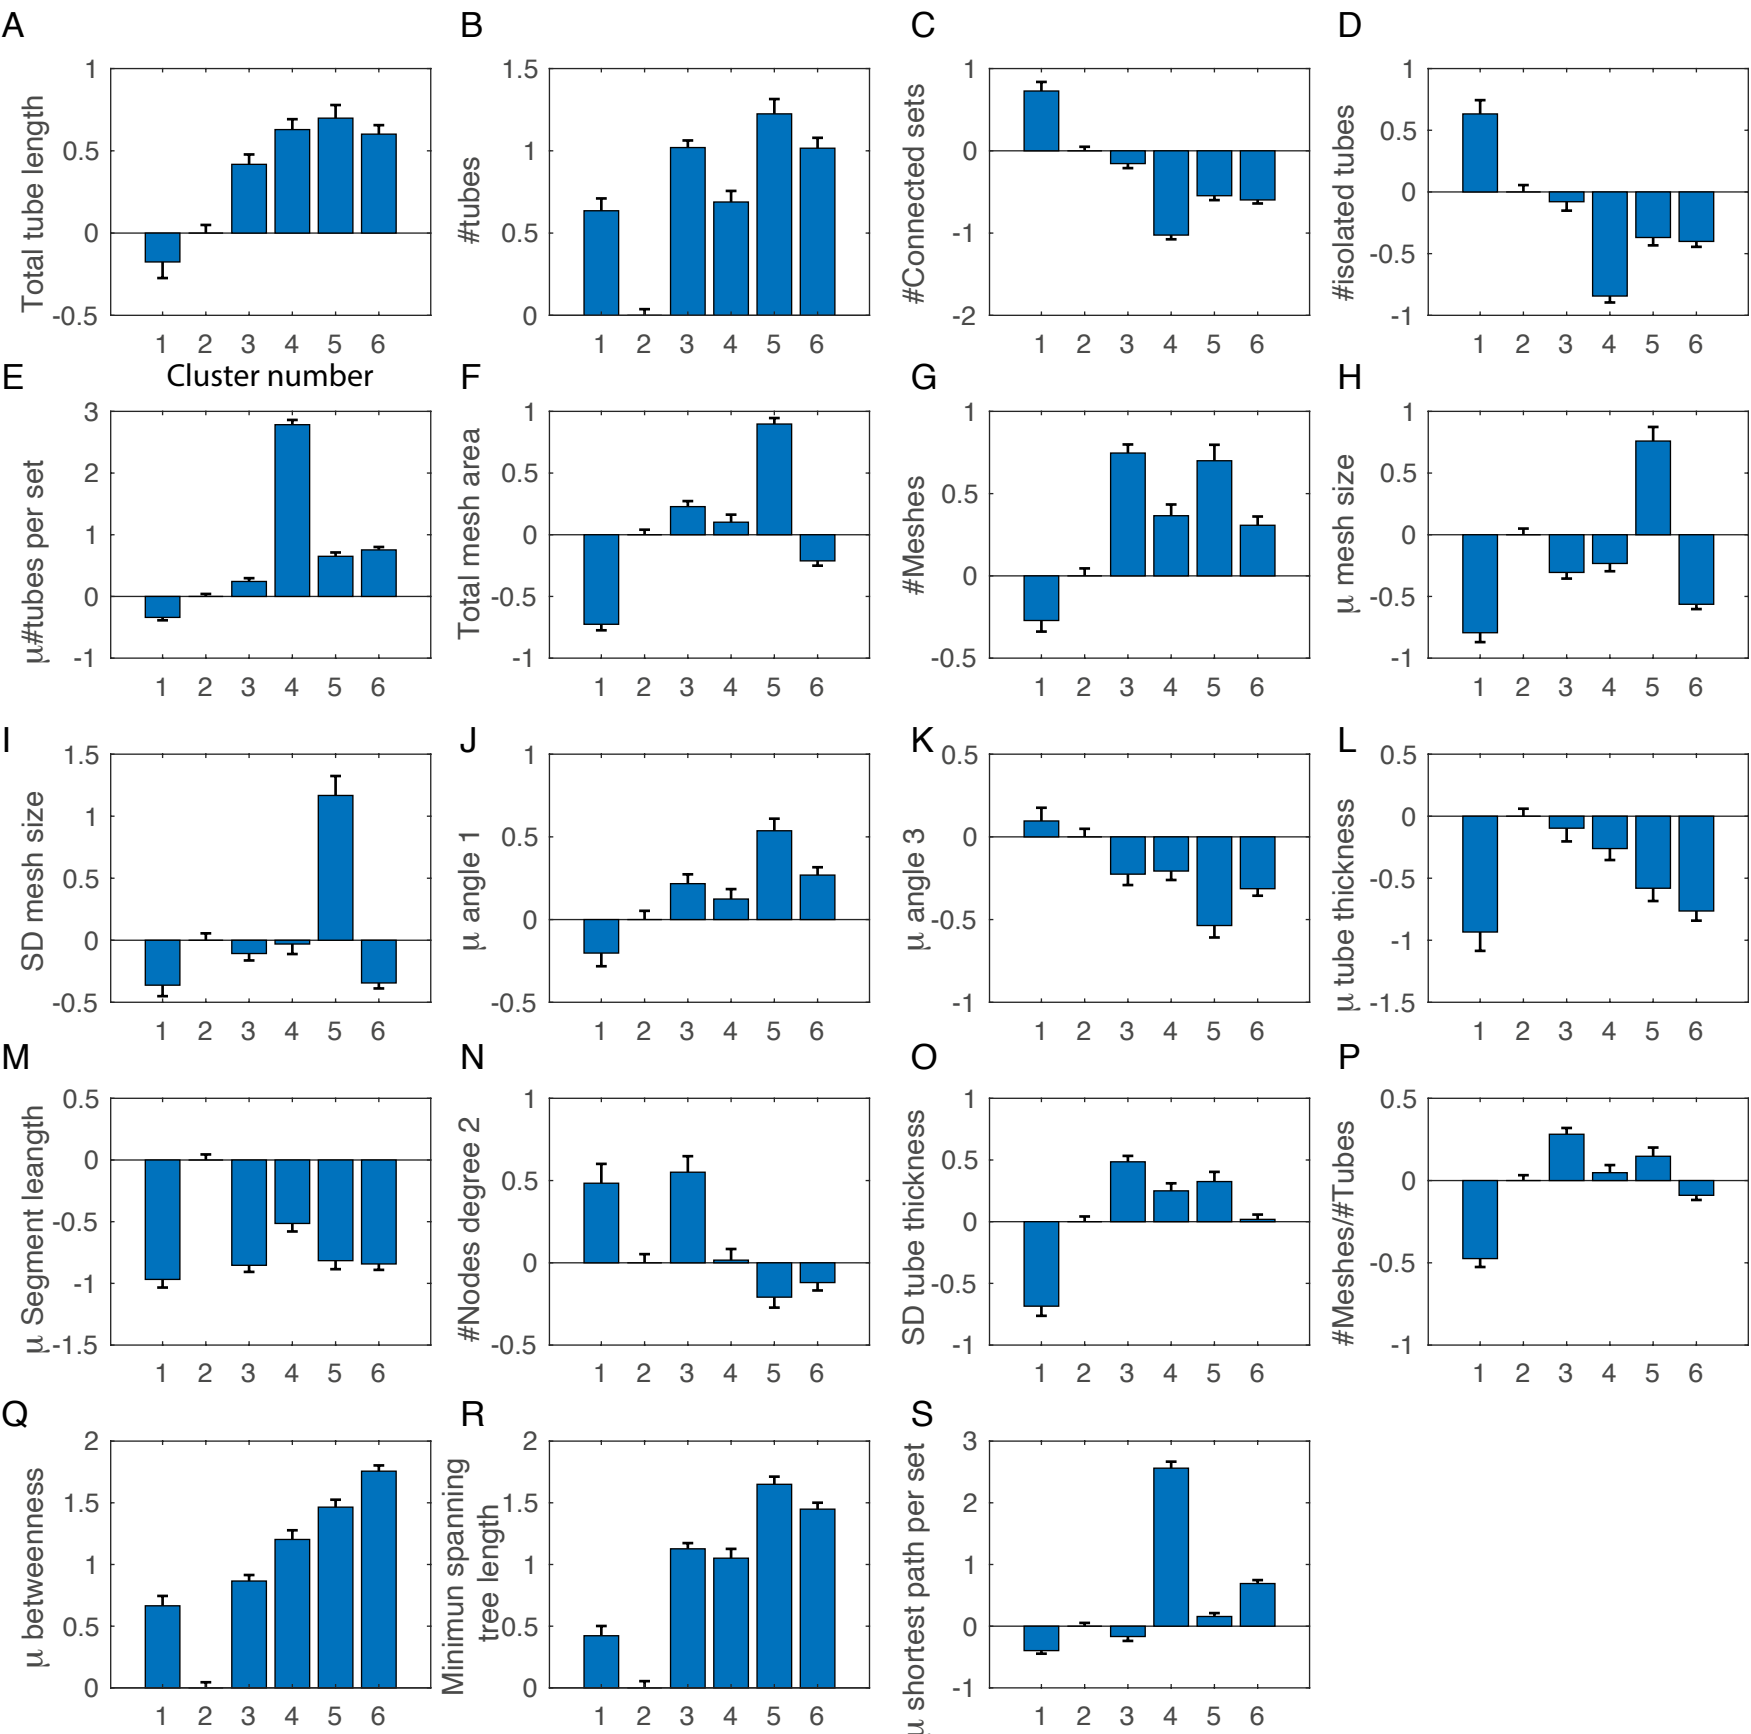 A
B
C
D
Total tube length
1
0.5
0
-0.5
1 2 3 4 5 6
Cluster number
#tubes
1.5
1
0.5
0
1 2 3 4 5 6
#Connected sets
1
0
-1
-2
1 2 3 4 5 6
#isolated tubes
1
0.5
0
-0.5
-1
1 2 3 4 5 6
E
F
G
H
μ#tubes per set
3
2
1
0
-1
1 2 3 4 5 6
Total mesh area
1
0.5
0
-0.5
-1
1 2 3 4 5 6
#Meshes
1
0.5
0
-0.5
1 2 3 4 5 6
μ mesh size
1
0.5
0
-0.5
-1
1 2 3 4 5 6
I
J
K
L
SD mesh size
1.5
1
0.5
0
-0.5
1 2 3 4 5 6
μ angle 1
1
0.5
0
-0.5
1 2 3 4 5 6
μ angle 3
0.5
0
-0.5
-1
1 2 3 4 5 6
μ tube thickness
0.5
0
-0.5
-1
-1.5
1 2 3 4 5 6
M
N
O
P
μ Segment leangth
0.5
0
-0.5
-1
-1.5
1 2 3 4 5 6
#Nodes degree 2
1
0.5
0
-0.5
1 2 3 4 5 6
SD tube thickness
1
0.5
0
-0.5
-1
1 2 3 4 5 6
#Meshes/#Tubes
0.5
0
-0.5
-1
1 2 3 4 5 6
Q
R
S
μ betweenness
2
1.5
1
0.5
0
1 2 3 4 5 6
Minimun spanning
tree length
2
1.5
1
0.5
0
1 2 3 4 5 6
μ shortest path per set
3
2
1
0
-1
1 2 3 4 5 6